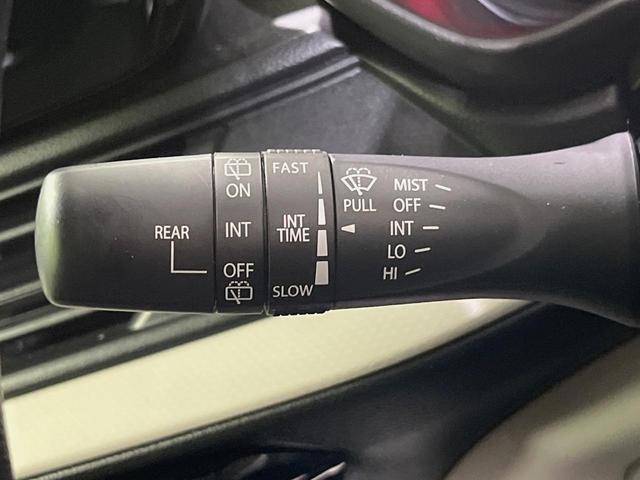 REAR
ON
INT
OFF
FAST
INT
TIME
SLOW
PULL
MIST
OFF
INT
LO
HI